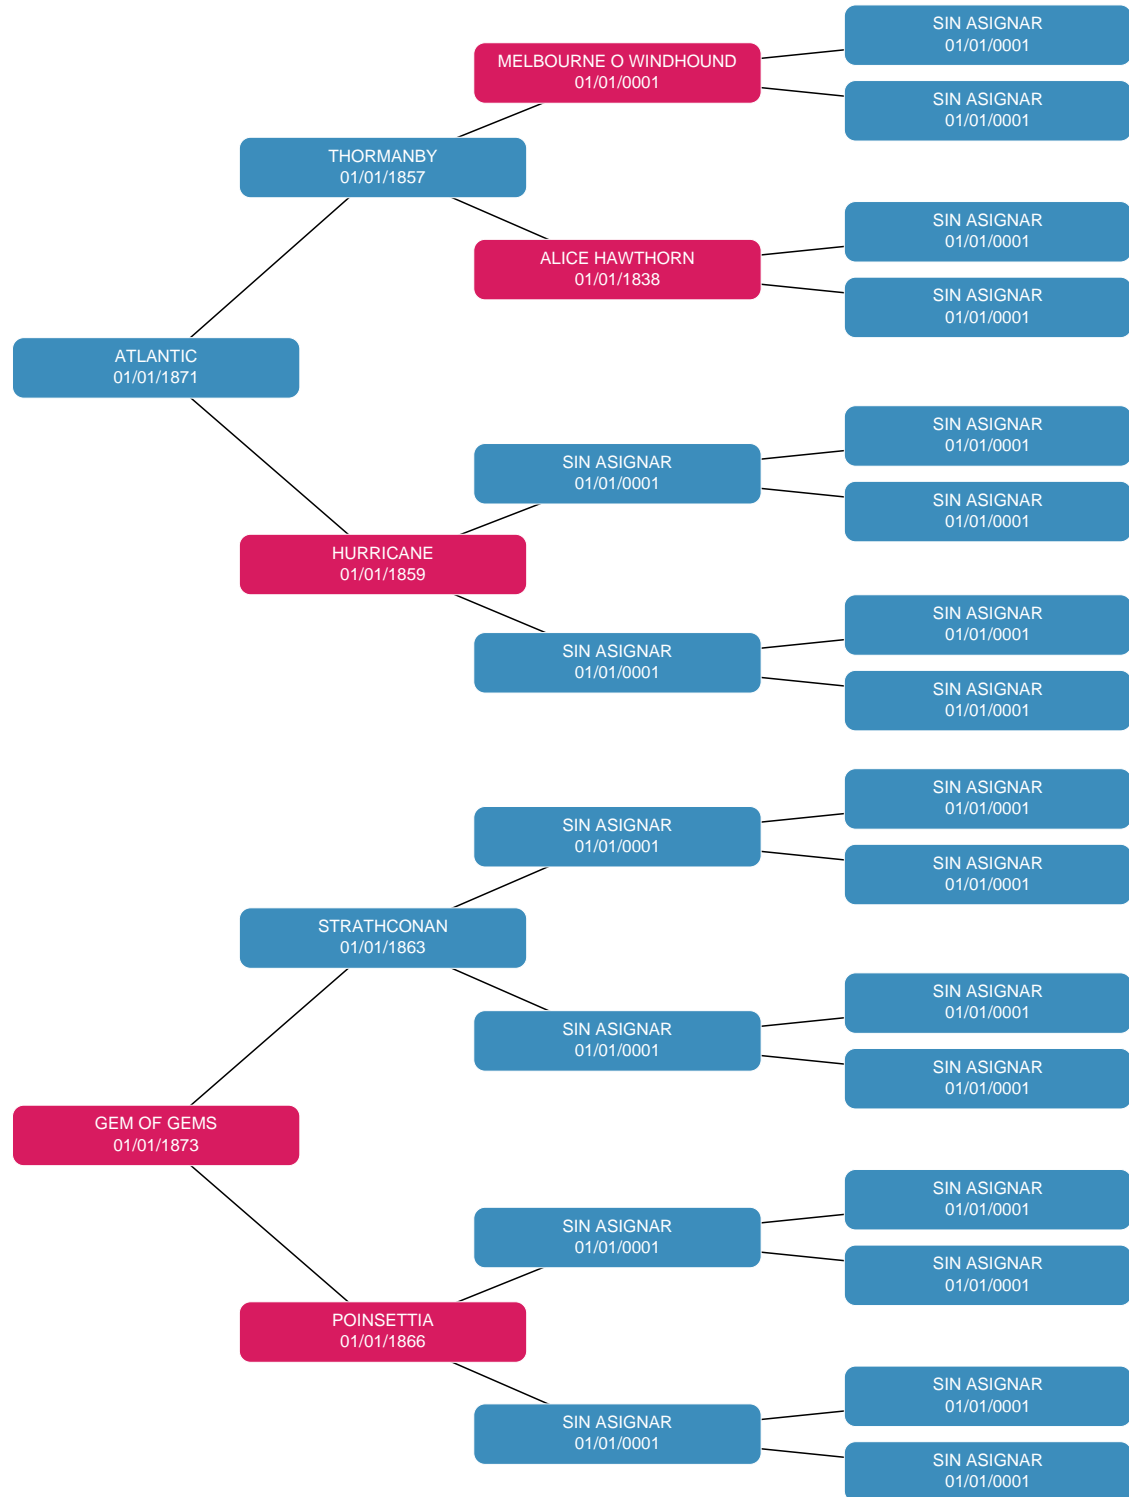 SIN ASIGNAR
01/01/0001
MELBOURNE O WINDHOUND
01/01/0001
SIN ASIGNAR
01/01/0001
THORMANBY
01/01/1857
SIN ASIGNAR
01/01/0001
ALICE HAWTHORN
01/01/1838
SIN ASIGNAR
01/01/0001
ATLANTIC
01/01/1871
SIN ASIGNAR
01/01/0001
SIN ASIGNAR
01/01/0001
SIN ASIGNAR
01/01/0001
HURRICANE
01/01/1859
SIN ASIGNAR
01/01/0001
SIN ASIGNAR
01/01/0001
SIN ASIGNAR
01/01/0001
SIN ASIGNAR
01/01/0001
SIN ASIGNAR
01/01/0001
SIN ASIGNAR
01/01/0001
STRATHCONAN
01/01/1863
SIN ASIGNAR
01/01/0001
SIN ASIGNAR
01/01/0001
SIN ASIGNAR
01/01/0001
GEM OF GEMS
01/01/1873
SIN ASIGNAR
01/01/0001
SIN ASIGNAR
01/01/0001
SIN ASIGNAR
01/01/0001
POINSETTIA
01/01/1866
SIN ASIGNAR
01/01/0001
SIN ASIGNAR
01/01/0001
SIN ASIGNAR
01/01/0001